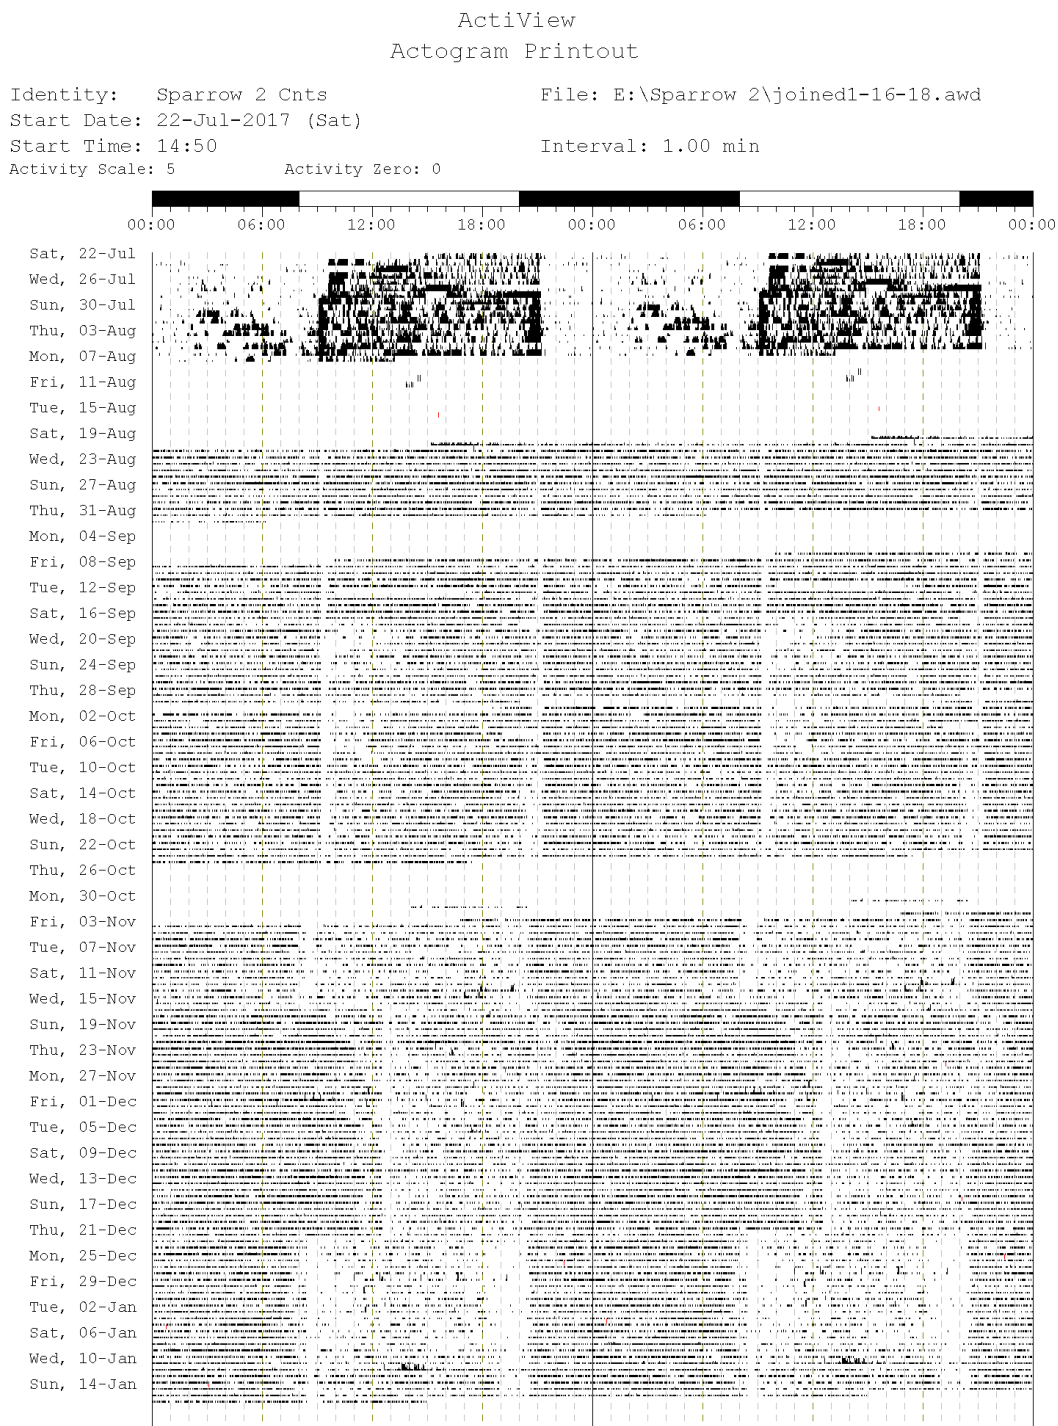 ActiView
Actogram Printout
Identity: Sparrow 2 Cnts File: E:\Sparrow 2\joined1-16-18.awd
Start Date: 22-Jul-2017 (Sat)
Start Time: 14:50 Interval: 1.00 min
Activity Scale: 5 Activity Zero: 0
00:00 06:00 12:00 18:00 00:00 06:00 12:00 18:00 00:00
Sat, 22-Jul
Wed, 26-Jul
Sun, 30-Jul
Thu, 03-Aug
Mon, 07-Aug
Fri, 11-Aug
Tue, 15-Aug
Sat, 19-Aug
Wed, 23-Aug
Sun, 27-Aug
Thu, 31-Aug
Mon, 04-Sep
Fri, 08-Sep
Tue, 12-Sep
Sat, 16-Sep
Wed, 20-Sep
Sun, 24-Sep
Thu, 28-Sep
Mon, 02-Oct
Fri, 06-Oct
Tue, 10-Oct
Sat, 14-Oct
Wed, 18-Oct
Sun, 22-Oct
Thu, 26-Oct
Mon, 30-Oct
Fri, 03-Nov
Tue, 07-Nov
Sat, 11-Nov
Wed, 15-Nov
Sun, 19-Nov
Thu, 23-Nov
Mon, 27-Nov
Fri, 01-Dec
Tue, 05-Dec
Sat, 09-Dec
Wed, 13-Dec
Sun, 17-Dec
Thu, 21-Dec
Mon, 25-Dec
Fri, 29-Dec
Tue, 02-Jan
Sat, 06-Jan
Wed, 10-Jan
Sun, 14-Jan